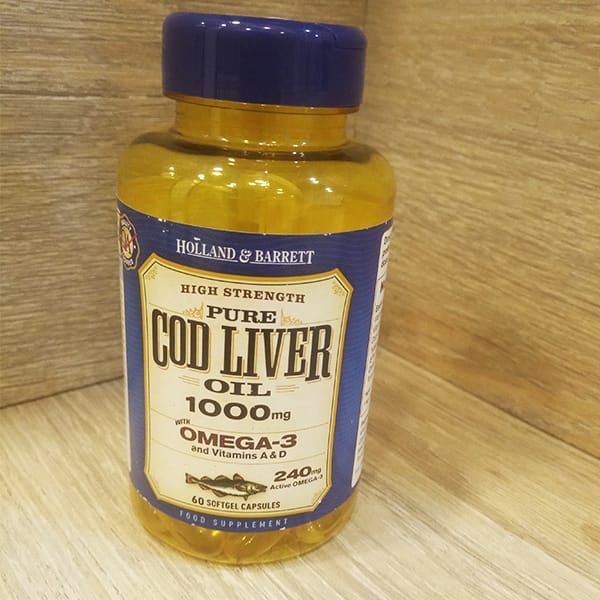 HOLLAND & BARRETT
HIGH STRENGTH
PURE
COD LIVER
OIL
1000mg
WITH
OMEGA-3
and Vitamins A & D
240mg
Active OMEGA-3
60 SOFTGEL CAPSULES
FOOD SUPPLEMENT